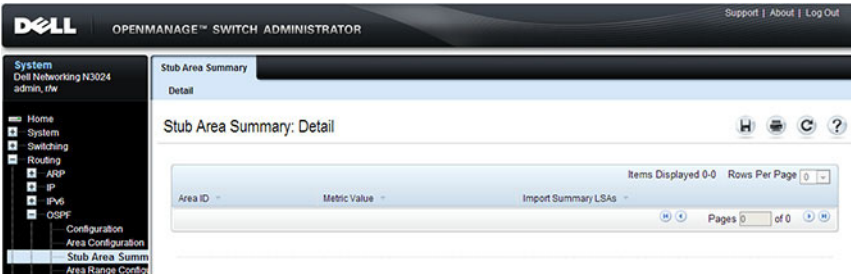 DELL OPENMANAGE™ SWITCH ADMINISTRATOR
Support | About | Log Out
System
Dell Networking N3024
admin, r/w
Home
System
Switching
Routing
ARP
IP
IPv6
OSPF
Configuration
Area Configuration
Stub Area Summ
Area Range Config
Stub Area Summary
Detail
Stub Area Summary: Detail
Items Displayed 0-0 Rows Per Page 0
Area ID Metric Value Import Summary LSAs
Pages 0 of 0